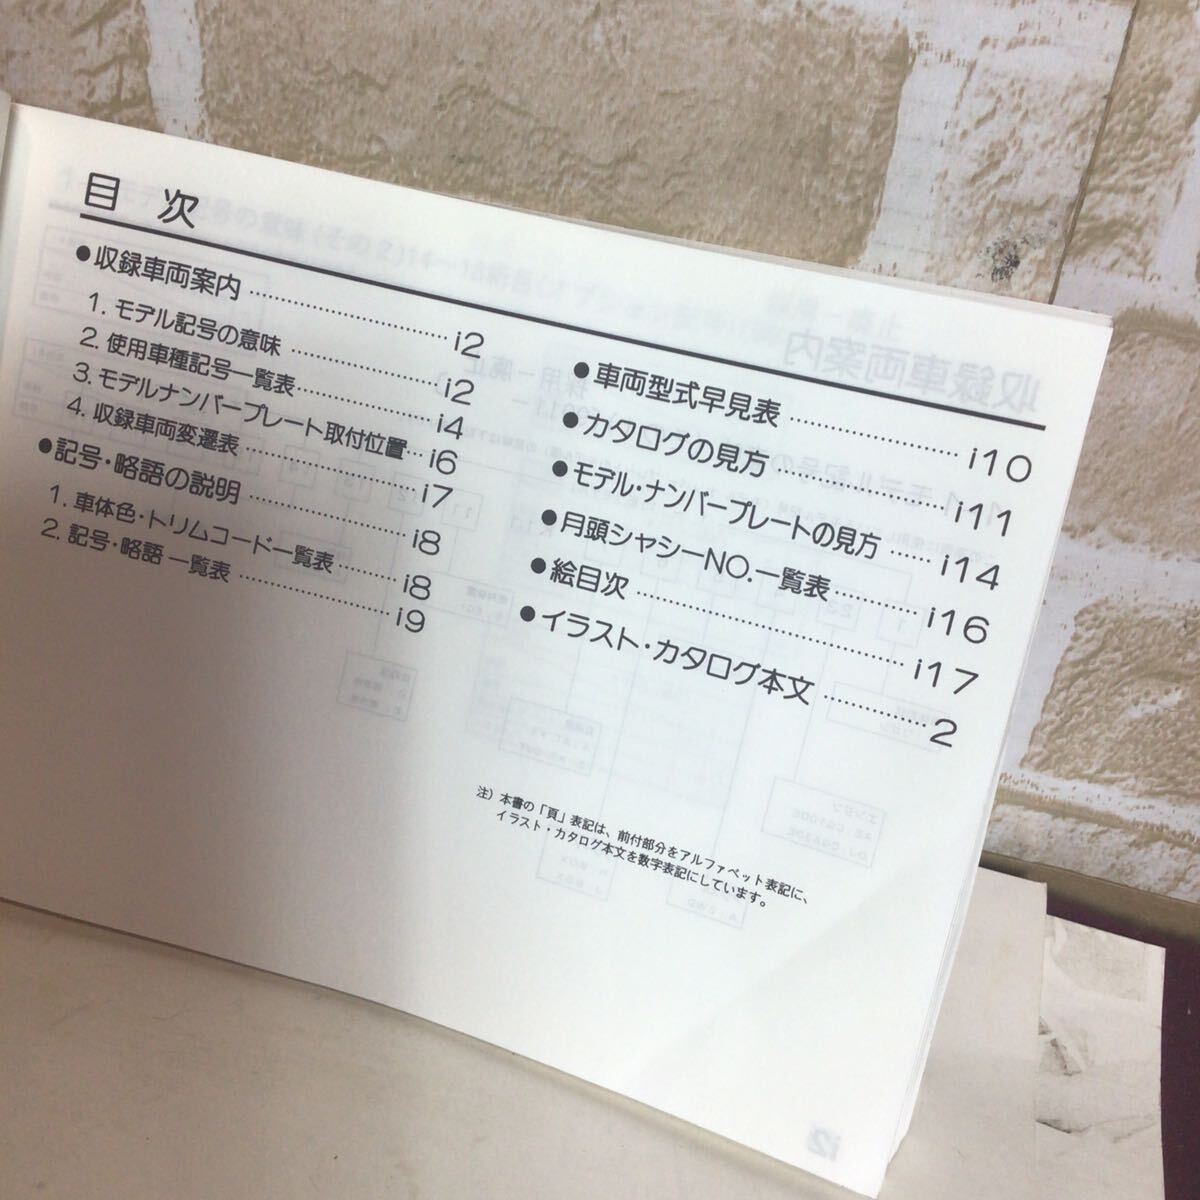 目 次
●収録車両案内 …… i2
1. モデル記号の意味 …… i2
2. 使用車種記号一覧表 …… i4
3. モデルナンバープレート取付位置… i6
4. 収録車両変遷表 …… i7
●記号・略語の説明 …… i8
1. 車体色・トリムコード一覧表 …… i8
2. 記号・略語 一覧表 …… i9
●車両型式早見表 …… i10
●カタログの見方 …… i11
●モデル・ナンバープレートの見方 …… i14
●月頭シャシーNO.一覧表 …… i16
●絵目次 …… i17
●イラスト・カタログ本文 …… 2
注）本書の「頁」表記は、前付部分をアルファベット表記に、
イラスト・カタログ本文を数字表記にしています。